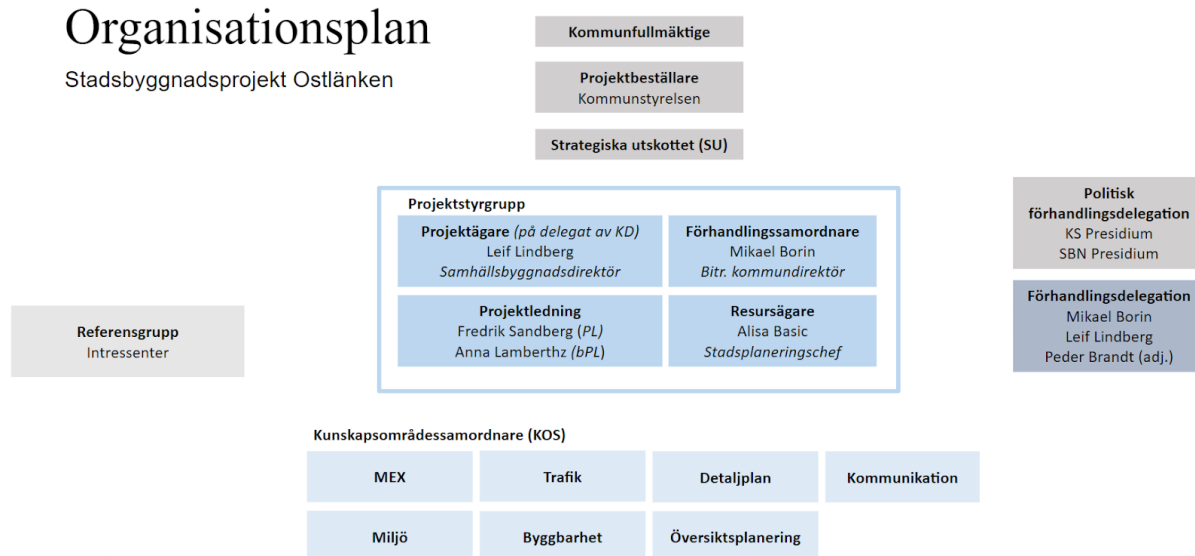 Organisationsplan
Stadsbyggnadsprojekt Ostlänken
Kommunfullmäktige
Projektbeställare
Kommunstyrelsen
Strategiska utskottet (SU)
Projektstyrgrupp
Projektägare (på delegat av KD)
Leif Lindberg
Samhällsbyggnadsdirektör
Förhandlingssamordnare
Mikael Borin
Bitr. kommundirektör
Projektledning
Fredrik Sandberg (PL)
Anna Lamberthz (bPL)
Resursägare
Alisa Basic
Stadsplaneringschef
Politisk
förhandlingsdelegation
KS Presidium
SBN Presidium
Förhandlingsdelegation
Mikael Borin
Leif Lindberg
Peder Brandt (adj.)
Referensgrupp
Intressenter
Kunskapsområdessamordnare (KOS)
MEX
Trafik
Detaljplan
Kommunikation
Miljö
Byggbarhet
Översiktsplanering